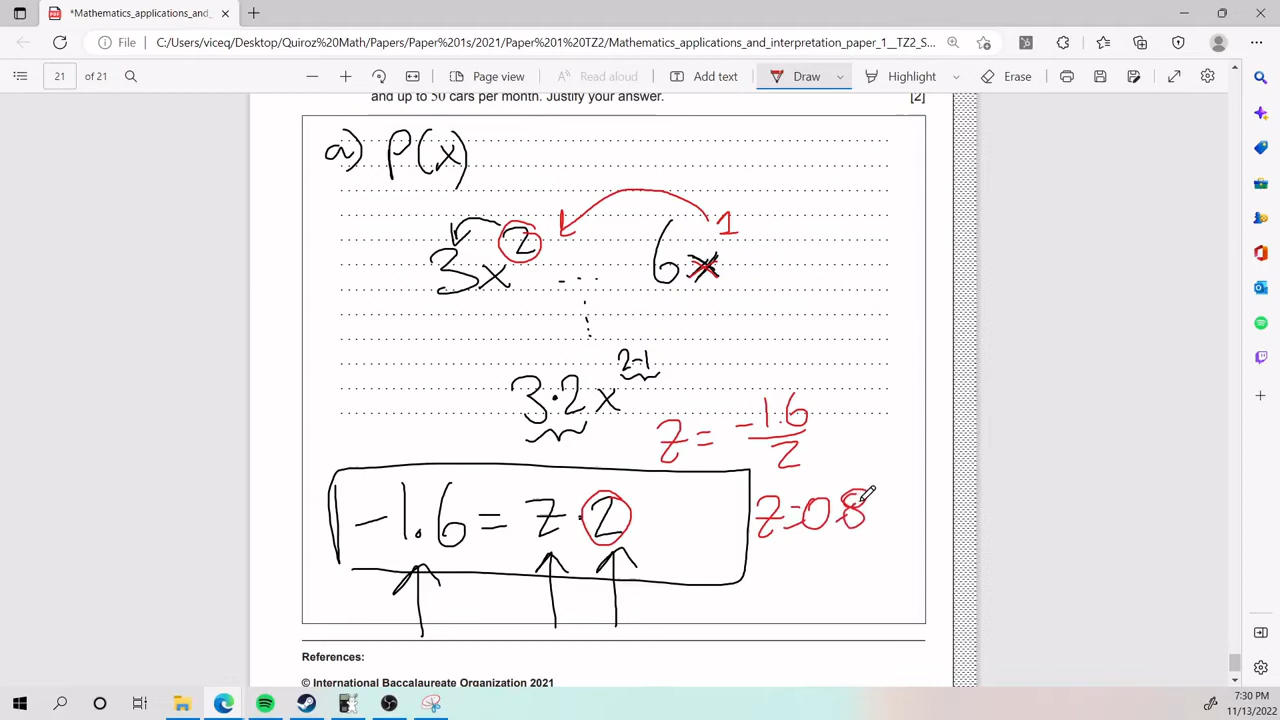 *Mathematics_applications_and_
File
C:/Users/viceq/Desktop/Quiroz%20Math/Papers/Paper%201s/2021/Paper%201%20TZ2/Mathematics_applications_and_interpretation_paper_1__TZ2_S...
21 of 21
Page view
Read aloud
Add text
Draw
Highlight
Erase
and up to 50 cars per month. Justify your answer. [2]
a) P(x)
3x² ... 6x 1
3·2x²⁻¹
z = -1.6/2
|-1.6 = z·2
z=0.8
References:
© International Baccalaureate Organization 2021
7:30 PM
11/13/2022